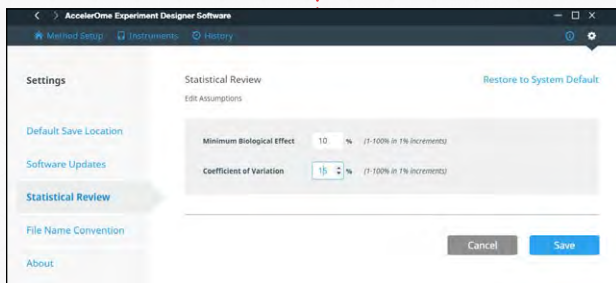 AccelerOme Experiment Designer Software
Method Setup Instruments History
Settings
Statistical Review
Restore to System Default
Edit Assumptions
Default Save Location
Minimum Biological Effect 10 % (1-100% in 1% increments)
Software Updates
Coefficient of Variation 15 % (1-100% in 1% increments)
Statistical Review
File Name Convention
Cancel Save
About